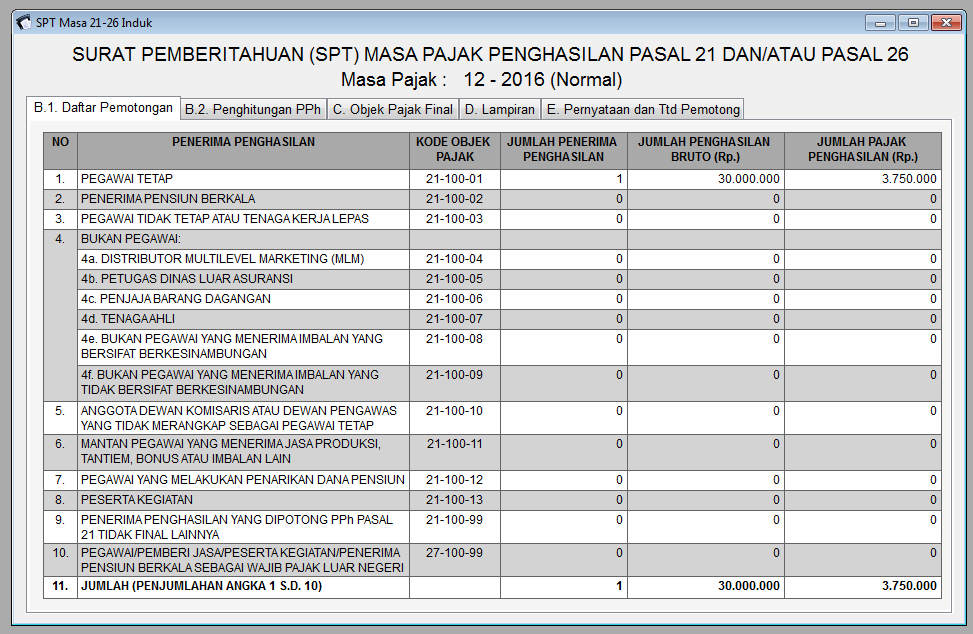 SPT Masa 21-26 Induk
SURAT PEMBERITAHUAN (SPT) MASA PAJAK PENGHASILAN PASAL 21 DAN/ATAU PASAL 26
Masa Pajak : 12 - 2016 (Normal)
B.1. Daftar Pemotongan B.2. Penghitungan PPh C. Objek Pajak Final D. Lampiran E. Pernyataan dan Ttd Pemotong
NO PENERIMA PENGHASILAN KODE OBJEK JUMLAH PENERIMA JUMLAH PENGHASILAN JUMLAH PAJAK
PAJAK PENGHASILAN BRUTO (Rp.) PENGHASILAN (Rp.)
1. PEGAWAI TETAP 21-100-01 1 30.000.000 3.750.000
2. PENERIMA PENSIUN BERKALA 21-100-02 0 0 0
3. PEGAWAI TIDAK TETAP ATAU TENAGA KERJA LEPAS 21-100-03 0 0 0
4. BUKAN PEGAWAI:
4a. DISTRIBUTOR MULTILEVEL MARKETING (MLM) 21-100-04 0 0 0
4b. PETUGAS DINAS LUAR ASURANSI 21-100-05 0 0 0
4c. PENJAJA BARANG DAGANGAN 21-100-06 0 0 0
4d. TENAGA AHLI 21-100-07 0 0 0
4e. BUKAN PEGAWAI YANG MENERIMA IMBALAN YANG 21-100-08 0 0 0
BERSIFAT BERKESINAMBUNGAN
4f. BUKAN PEGAWAI YANG MENERIMA IMBALAN YANG 21-100-09 0 0 0
TIDAK BERSIFAT BERKESINAMBUNGAN
5. ANGGOTA DEWAN KOMISARIS ATAU DEWAN PENGAWAS 21-100-10 0 0 0
YANG TIDAK MERANGKAP SEBAGAI PEGAWAI TETAP
6. MANTAN PEGAWAI YANG MENERIMA JASA PRODUKSI, 21-100-11 0 0 0
TANTIEM, BONUS ATAU IMBALAN LAIN
7. PEGAWAI YANG MELAKUKAN PENARIKAN DANA PENSIUN 21-100-12 0 0 0
8. PESERTA KEGIATAN 21-100-13 0 0 0
9. PENERIMA PENGHASILAN YANG DIPOTONG PPh PASAL 21-100-99 0 0 0
21 TIDAK FINAL LAINNYA
10. PEGAWAI/PEMBERI JASA/PESERTA KEGIATAN/PENERIMA 27-100-99 0 0 0
PENSIUN BERKALA SEBAGAI WAJIB PAJAK LUAR NEGERI
11. JUMLAH (PENJUMLAHAN ANGKA 1 S.D. 10) 1 30.000.000 3.750.000